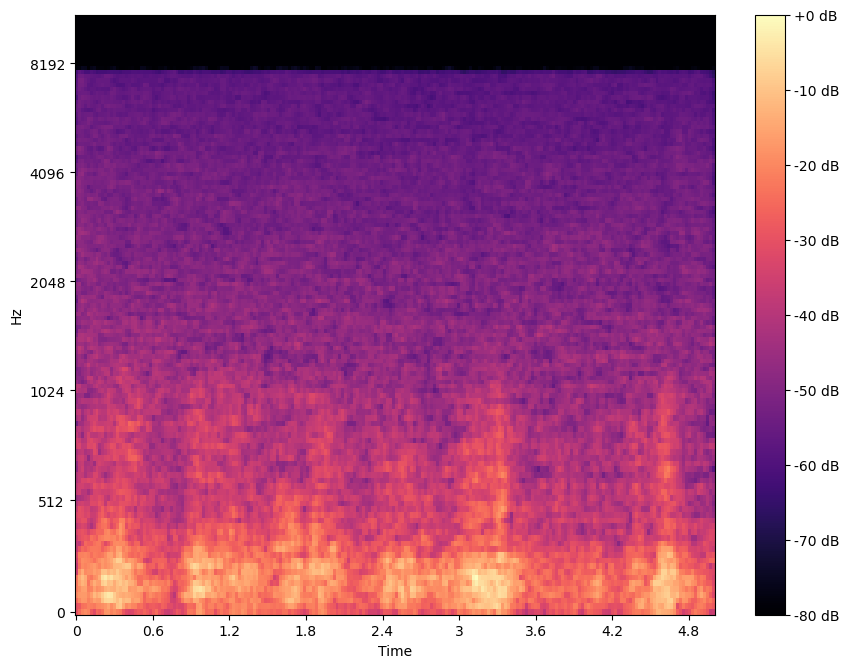 +0 dB
8192
-10 dB
4096
-20 dB
-30 dB
2048
Hz
-40 dB
1024
-50 dB
512
-60 dB
-70 dB
0
-80 dB
0 0.6 1.2 1.8 2.4 3 3.6 4.2 4.8
Time